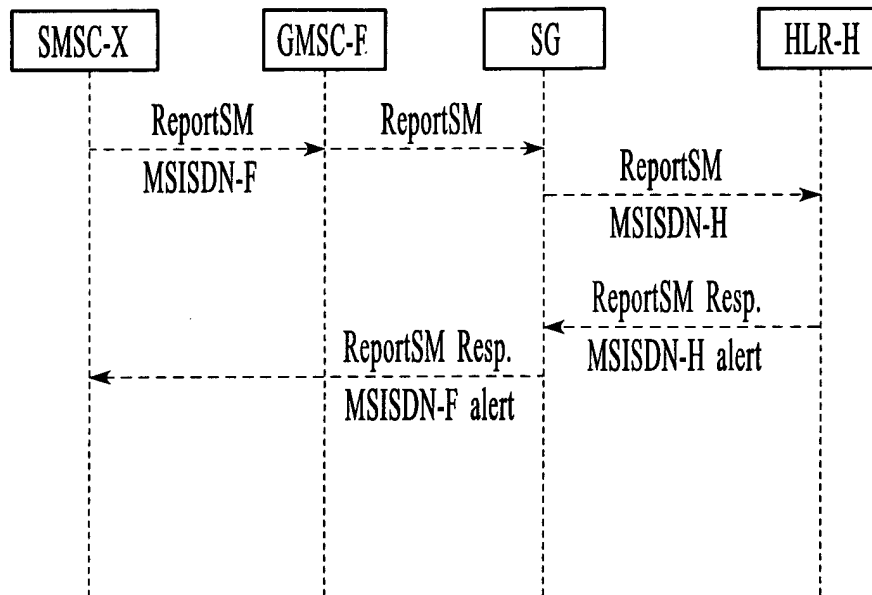 SMSC-X
GMSC-F
SG
HLR-H
ReportSM
MSISDN-F
ReportSM
ReportSM
MSISDN-H
ReportSM Resp.
MSISDN-H alert
ReportSM Resp.
MSISDN-F alert